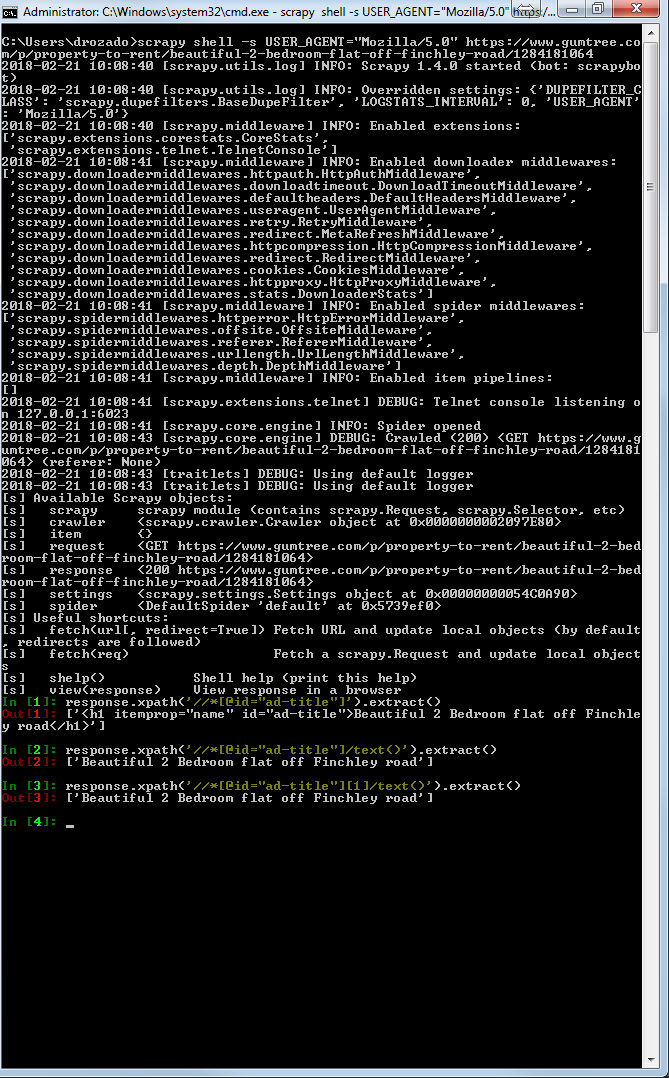 Administrator: C:\Windows\system32\cmd.exe - scrapy  shell -s USER_AGENT="Mozilla/5.0" https:/...
C:\Users\drozado>scrapy shell -s USER_AGENT="Mozilla/5.0" https://www.gumtree.co
m/p/property-to-rent/beautiful-2-bedroom-flat-off-finchley-road/1284181064
2018-02-21 10:08:40 [scrapy.utils.log] INFO: Scrapy 1.4.0 started (bot: scrapybo
t)
2018-02-21 10:08:40 [scrapy.utils.log] INFO: Overridden settings: {'DUPEFILTER_C
LASS': 'scrapy.dupefilters.BaseDupeFilter', 'LOGSTATS_INTERVAL': 0, 'USER_AGENT'
: 'Mozilla/5.0'}
2018-02-21 10:08:40 [scrapy.middleware] INFO: Enabled extensions:
['scrapy.extensions.corestats.CoreStats',
 'scrapy.extensions.telnet.TelnetConsole']
2018-02-21 10:08:41 [scrapy.middleware] INFO: Enabled downloader middlewares:
['scrapy.downloadermiddlewares.httpauth.HttpAuthMiddleware',
 'scrapy.downloadermiddlewares.downloadtimeout.DownloadTimeoutMiddleware',
 'scrapy.downloadermiddlewares.defaultheaders.DefaultHeadersMiddleware',
 'scrapy.downloadermiddlewares.useragent.UserAgentMiddleware',
 'scrapy.downloadermiddlewares.retry.RetryMiddleware',
 'scrapy.downloadermiddlewares.redirect.MetaRefreshMiddleware',
 'scrapy.downloadermiddlewares.httpcompression.HttpCompressionMiddleware',
 'scrapy.downloadermiddlewares.redirect.RedirectMiddleware',
 'scrapy.downloadermiddlewares.cookies.CookiesMiddleware',
 'scrapy.downloadermiddlewares.httpproxy.HttpProxyMiddleware',
 'scrapy.downloadermiddlewares.stats.DownloaderStats']
2018-02-21 10:08:41 [scrapy.middleware] INFO: Enabled spider middlewares:
['scrapy.spidermiddlewares.httperror.HttpErrorMiddleware',
 'scrapy.spidermiddlewares.offsite.OffsiteMiddleware',
 'scrapy.spidermiddlewares.referer.RefererMiddleware',
 'scrapy.spidermiddlewares.urllength.UrlLengthMiddleware',
 'scrapy.spidermiddlewares.depth.DepthMiddleware']
2018-02-21 10:08:41 [scrapy.middleware] INFO: Enabled item pipelines:
[]
2018-02-21 10:08:41 [scrapy.extensions.telnet] DEBUG: Telnet console listening o
n 127.0.0.1:6023
2018-02-21 10:08:41 [scrapy.core.engine] INFO: Spider opened
2018-02-21 10:08:43 [scrapy.core.engine] DEBUG: Crawled (200) <GET https://www.g
umtree.com/p/property-to-rent/beautiful-2-bedroom-flat-off-finchley-road/1284181
064> (referer: None)
2018-02-21 10:08:43 [traitlets] DEBUG: Using default logger
2018-02-21 10:08:43 [traitlets] DEBUG: Using default logger
[s] Available Scrapy objects:
[s]   scrapy     scrapy module (contains scrapy.Request, scrapy.Selector, etc)
[s]   crawler    <scrapy.crawler.Crawler object at 0x0000000002097E80>
[s]   item       {}
[s]   request    <GET https://www.gumtree.com/p/property-to-rent/beautiful-2-bed
room-flat-off-finchley-road/1284181064>
[s]   response   <200 https://www.gumtree.com/p/property-to-rent/beautiful-2-bed
room-flat-off-finchley-road/1284181064>
[s]   settings   <scrapy.settings.Settings object at 0x00000000054C0A90>
[s]   spider     <DefaultSpider 'default' at 0x5739ef0>
[s] Useful shortcuts:
[s]   fetch(url[, redirect=True]) Fetch URL and update local objects (by default
, redirects are followed)
[s]   fetch(req)                  Fetch a scrapy.Request and update local object
s
[s]   shelp()           Shell help (print this help)
[s]   view(response)    View response in a browser
In [1]: response.xpath('//*[@id="ad-title"]').extract()
Out[1]: ['<h1 itemprop="name" id="ad-title">Beautiful 2 Bedroom flat off Finchle
y road</h1>']
In [2]: response.xpath('//*[@id="ad-title"]/text()').extract()
Out[2]: ['Beautiful 2 Bedroom flat off Finchley road']
In [3]: response.xpath('//*[@id="ad-title"][1]/text()').extract()
Out[3]: ['Beautiful 2 Bedroom flat off Finchley road']
In [4]: _